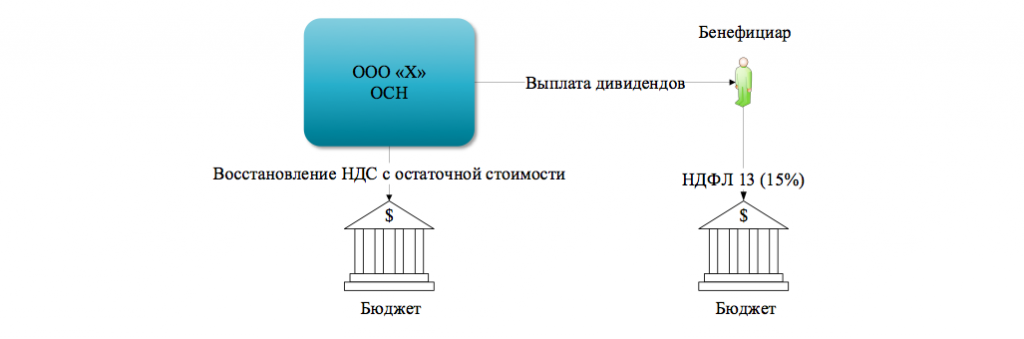 Бенефициар
ООО «Х»
ОСН
Выплата дивидендов
Восстановление НДС с остаточной стоимости
НДФЛ 13 (15%)
$
$
Бюджет
Бюджет